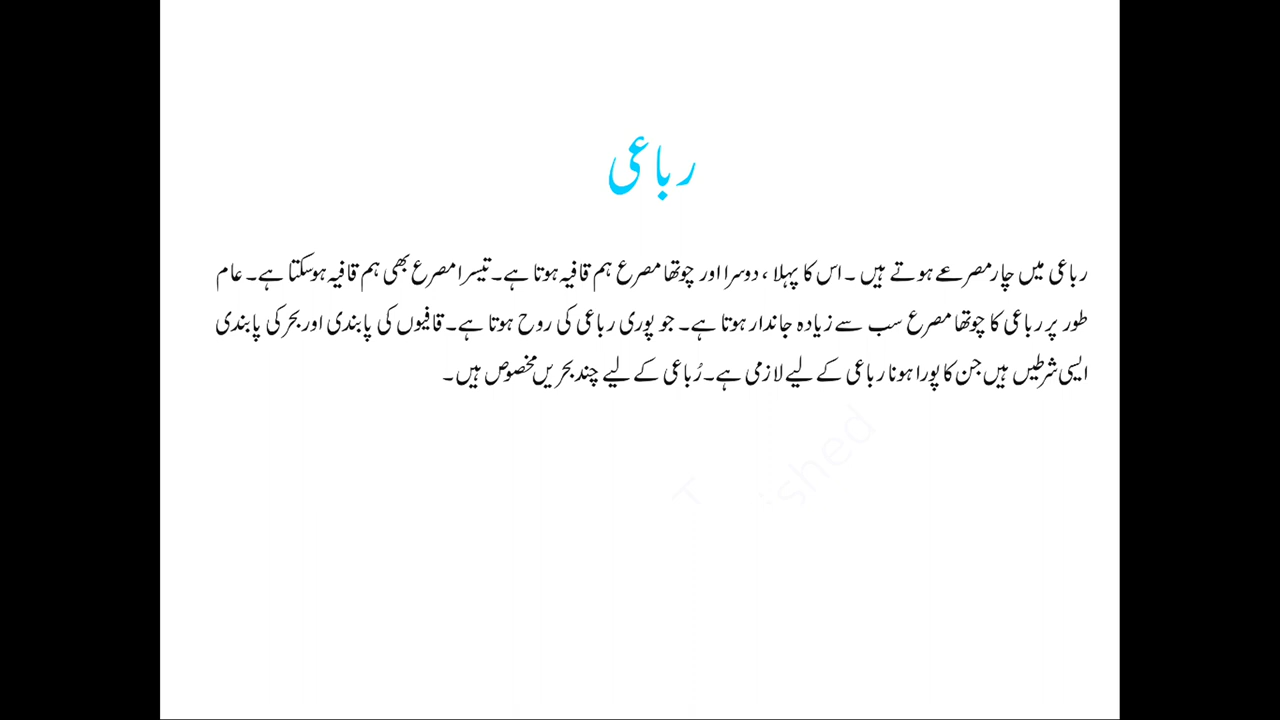 رباعی
رباعی میں چار مصرعے ہوتے ہیں ۔ اس کا پہلا ، دوسرا اور چوتھا مصرع ہم قافیہ ہوتا ہے۔ تیسرا مصرع بھی ہم قافیہ ہوسکتا ہے۔ عام
طور پر رباعی کا چوتھا مصرع سب سے زیادہ جاندار ہوتا ہے۔ جو پوری رباعی کی روح ہوتا ہے۔ قافیوں کی پابندی اور بحر کی پابندی
ایسی شرطیں ہیں جن کا پورا ہونا رباعی کے لیے لازمی ہے۔ رُباعی کے لیے چند بحریں مخصوص ہیں۔